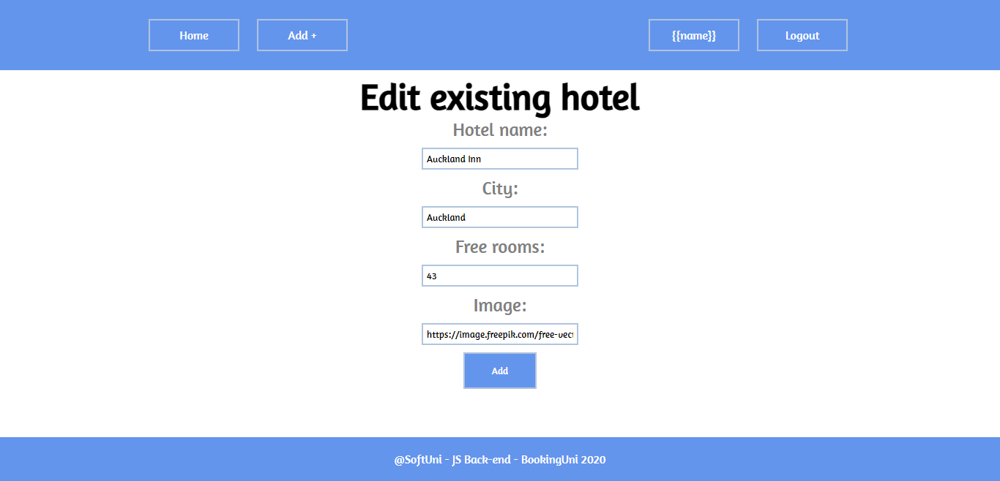 Home
Add +
{{name}}
Logout
Edit existing hotel
Hotel name:
Auckland Inn
City:
Auckland
Free rooms:
43
Image:
https://image.freepik.com/free-vect
Add
@SoftUni - JS Back-end - BookingUni 2020